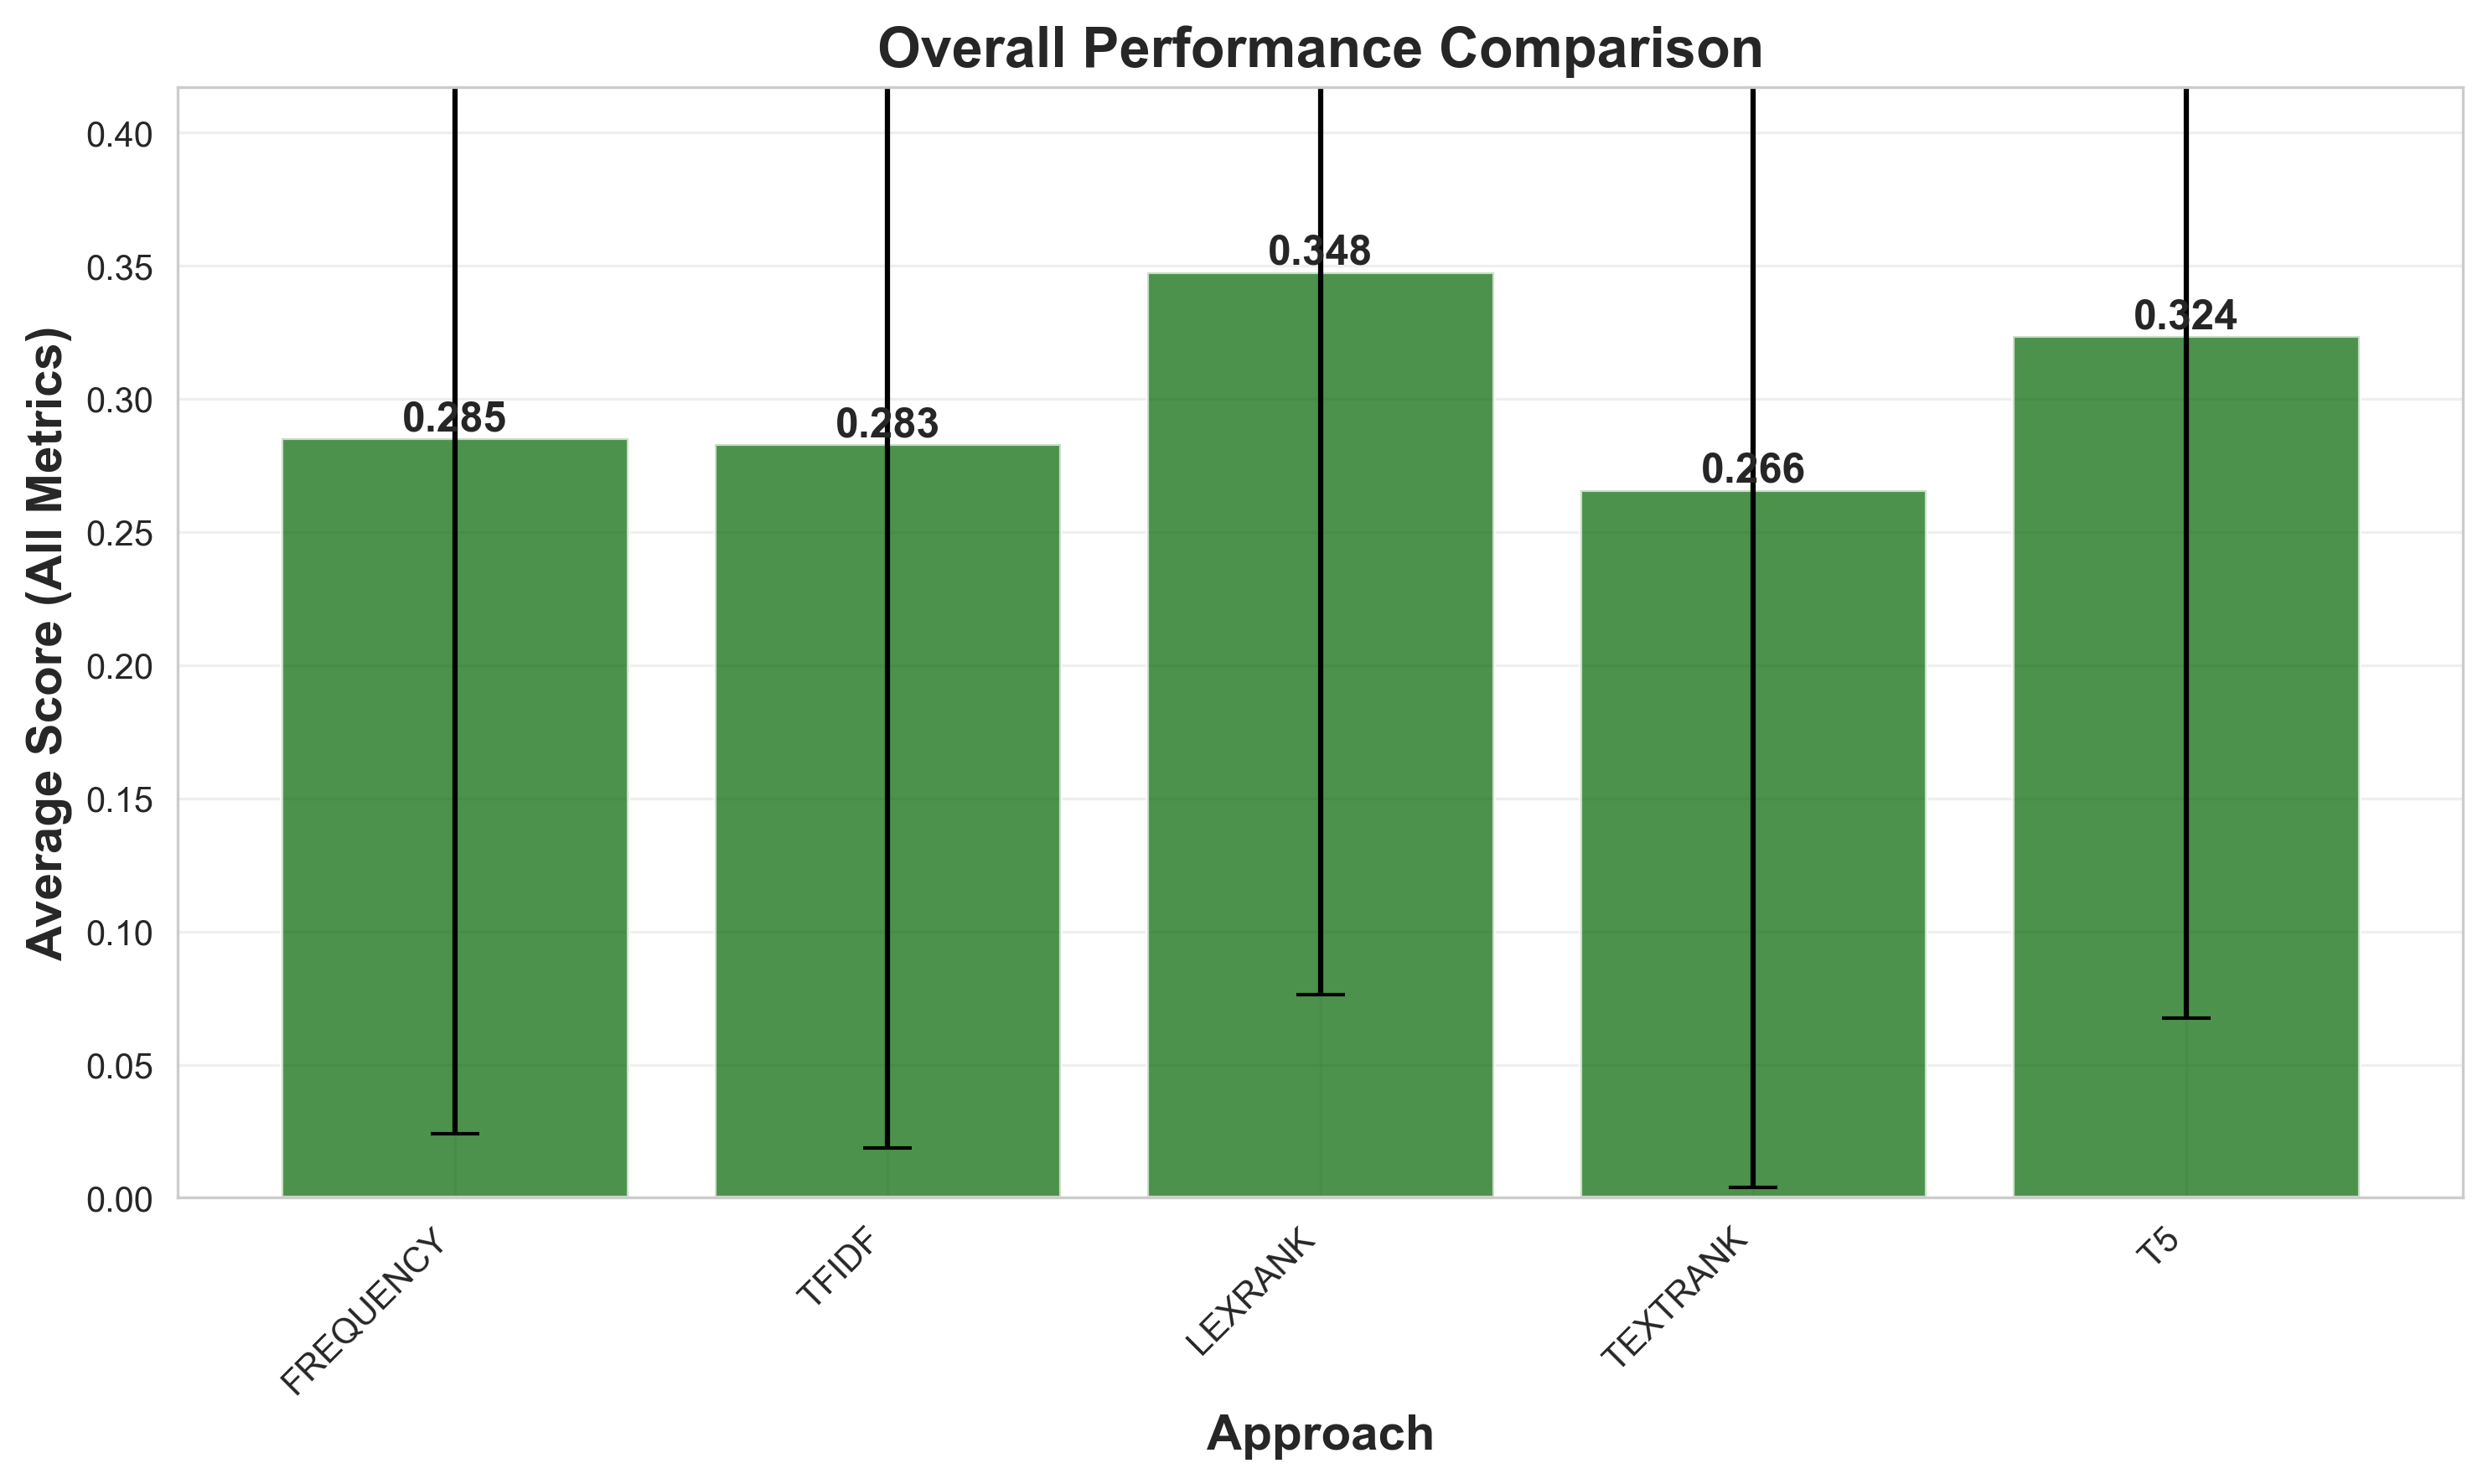 Overall Performance Comparison
Average Score (All Metrics)
0.40
0.35
0.30
0.25
0.20
0.15
0.10
0.05
0.00
0.285
0.283
0.348
0.266
0.324
FREQUENCY
TFIDF
LEXRANK
TEXTRANK
T5
Approach